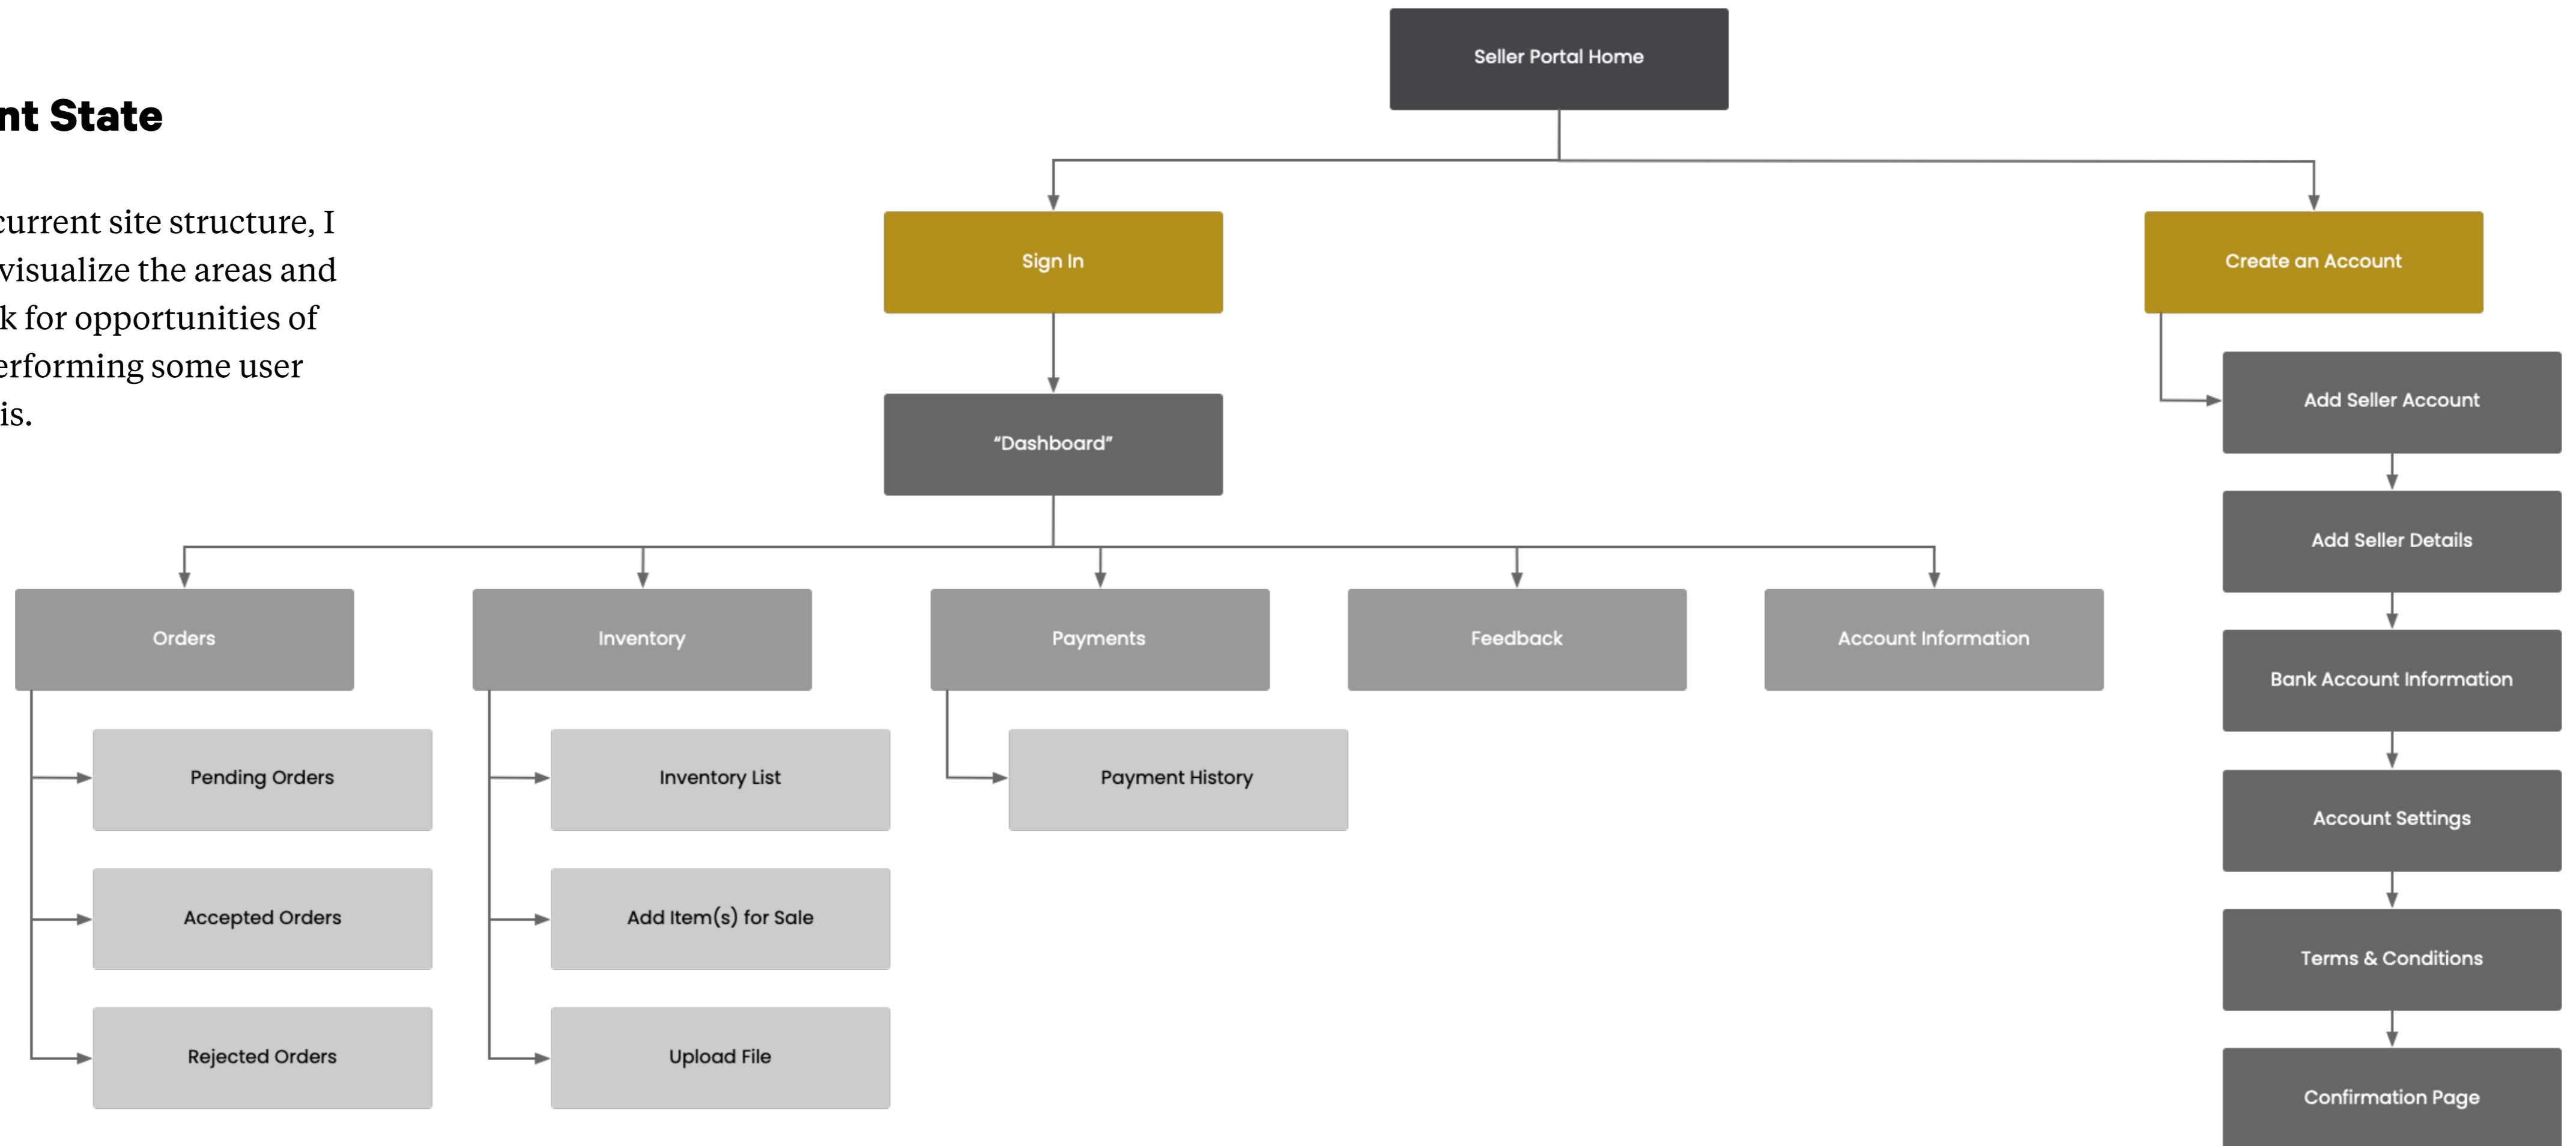 nt State
current site structure, I
visualize the areas and
k for opportunities of
erforming some user
is.
Seller Portal Home
Sign In
Create an Account
“Dashboard”
Add Seller Account
Add Seller Details
Orders
Inventory
Payments
Feedback
Account Information
Bank Account Information
Pending Orders
Inventory List
Payment History
Account Settings
Accepted Orders
Add Item(s) for Sale
Terms & Conditions
Rejected Orders
Upload File
Confirmation Page